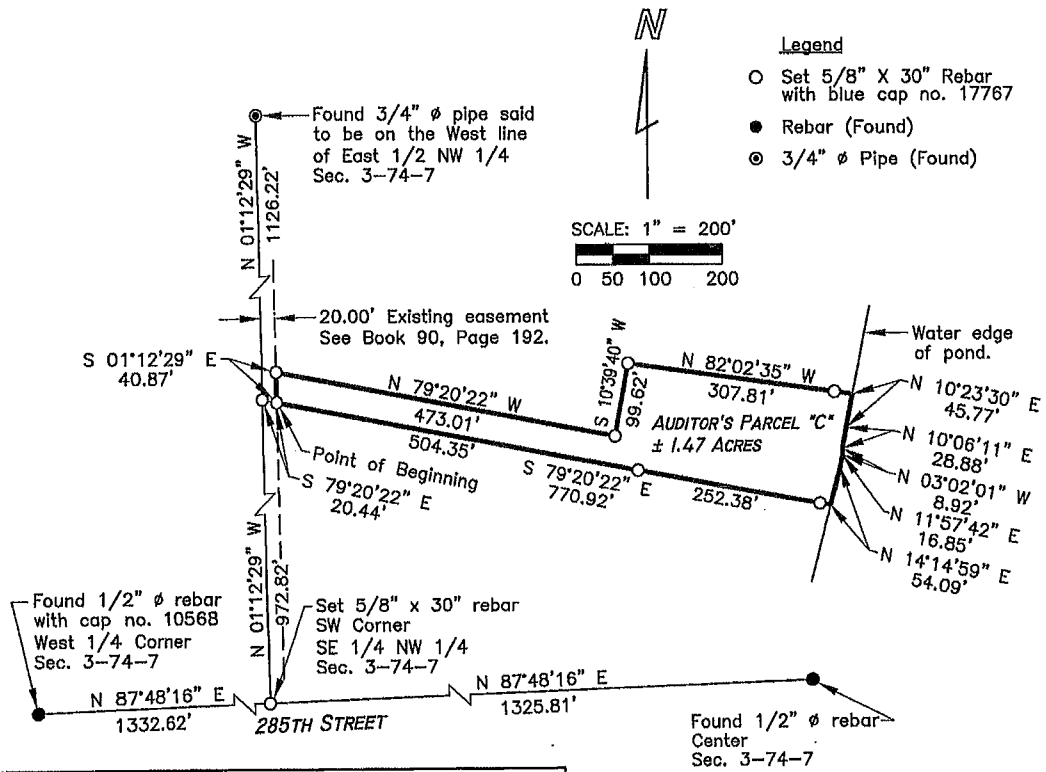 N
Legend
Set 5/8" X 30" Rebar
with blue cap no. 17767
Rebar (Found)
3/4" ø Pipe (Found)
Found 3/4" ø pipe said
to be on the West line
of East 1/2 NW 1/4
Sec. 3-74-7
N 01°12'29" W
1126.22'
SCALE: 1" = 200'
0 50 100 200
20.00' Existing easement
See Book 90, Page 192.
Water edge
of pond.
S 01°12'29" E
40.87'
N 79°20'22" W
473.01'
S 10°39'40" W
99.62'
N 82°02'35" W
307.81'
AUDITOR'S PARCEL "C"
± 1.47 ACRES
N 10°23'30" E
45.77'
N 10°06'11" E
28.88'
N 03°02'01" W
8.92'
N 11°57'42" E
16.85'
N 14°14'59" E
54.09'
504.35'
S 79°20'22" E
770.92'
252.38'
Point of Beginning
S 79°20'22" E
20.44'
N 01°12'29" W
972.82'
Found 1/2" ø rebar
with cap no. 10568
West 1/4 Corner
Sec. 3-74-7
Set 5/8" x 30" rebar
SW Corner
SE 1/4 NW 1/4
Sec. 3-74-7
N 87°48'16" E
1332.62'
285TH STREET
N 87°48'16" E
1325.81'
Found 1/2" ø rebar
Center
Sec. 3-74-7